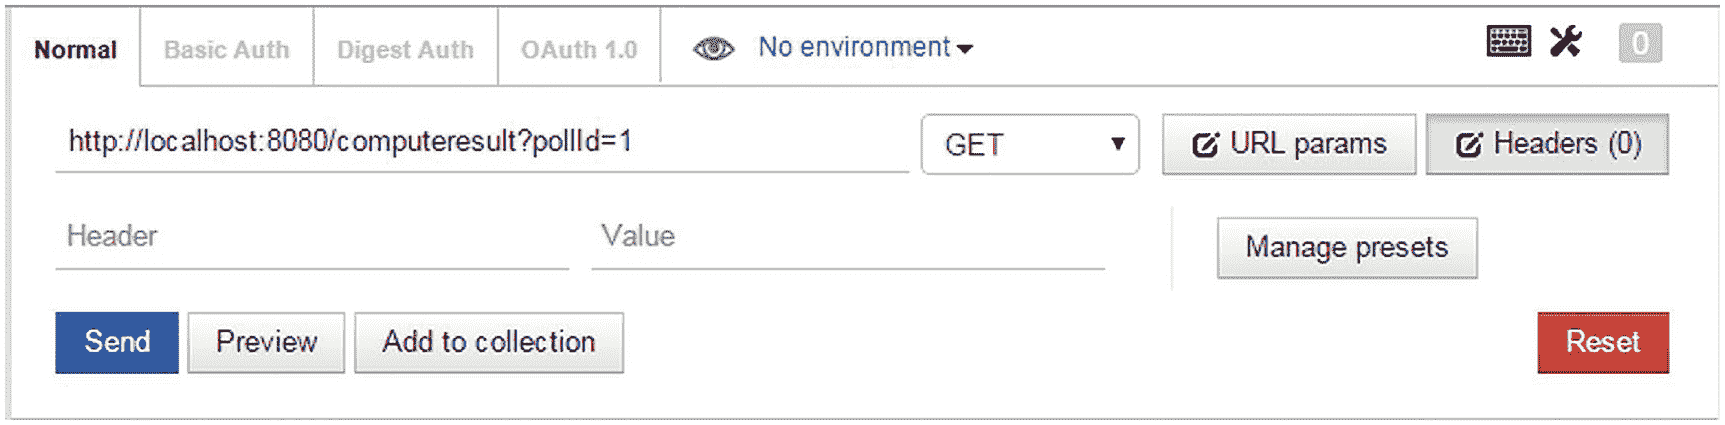 Normal Basic Auth Digest Auth OAuth 1.0 No environment 0
http://localhost:8080/computeresult?pollId=1 GET URL params Headers (0)
Header Value Manage presets
Send Preview Add to collection Reset